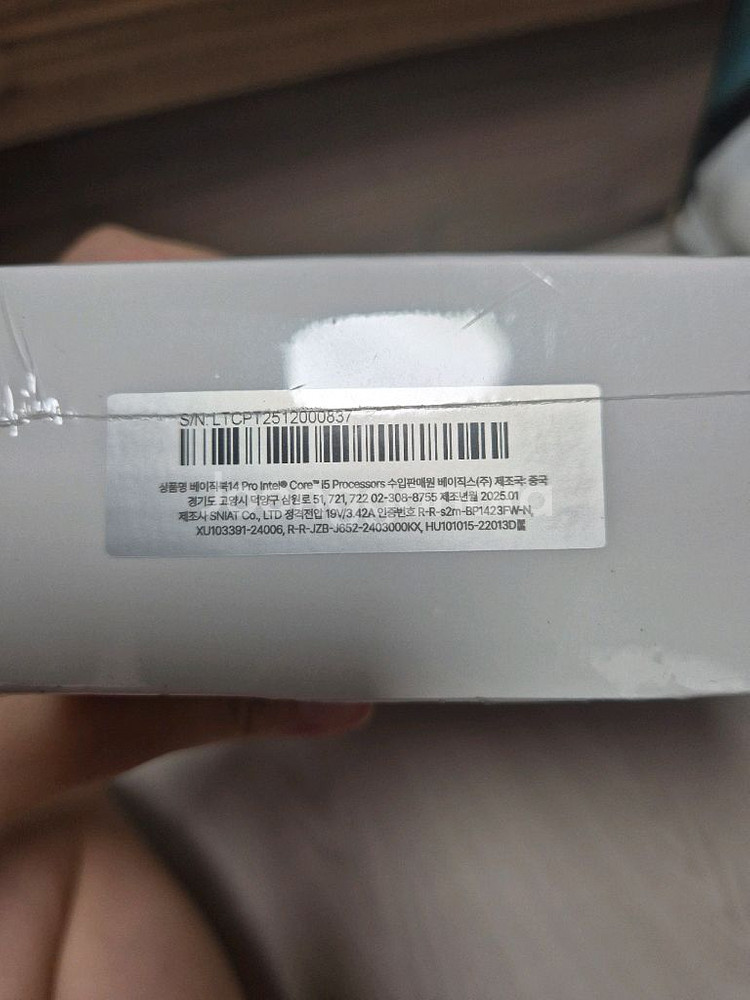 S/N: LTCPT2512000837
상품명 베이직북14 Pro Intel® Core™ i5 Processors 수입판매원 베이직스(주) 제조국: 중국
경기도 고양시 덕양구 삼원로 51, 721, 722 02-308-8755 제조년월 2025.01
제조사 SNIAT Co., LTD 정격전압 19V/3.42A 인증번호 R-R-s2m-BP1423FW-N,
XU103391-24006, R-R-JZB-J652-2403000KX, HU101015-22013D